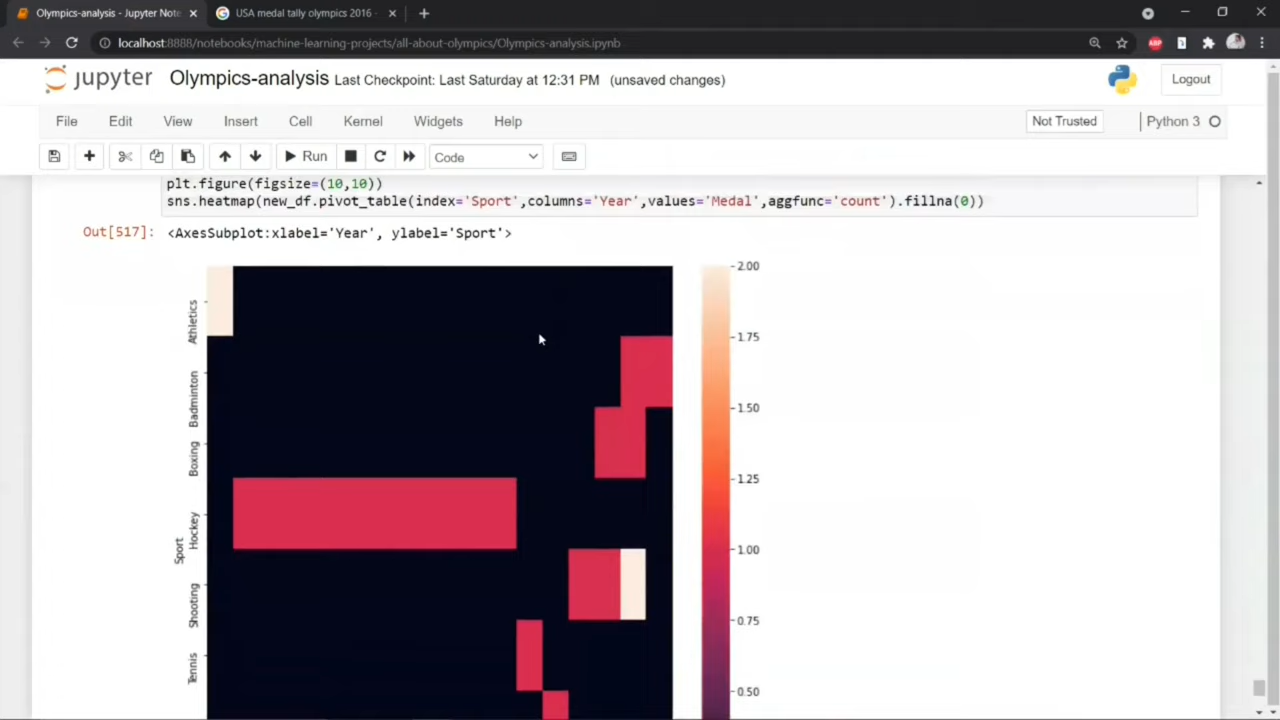 Olympics-analysis - Jupyter Note
USA medal tally olympics 2016 -
localhost:8888/notebooks/machine-learning-projects/all-about-olympics/Olympics-analysis.ipynb
ABP
jupyter Olympics-analysis Last Checkpoint: Last Saturday at 12:31 PM (unsaved changes)
Logout
File Edit View Insert Cell Kernel Widgets Help
Not Trusted
Python 3
Run
Code
plt.figure(figsize=(10,10))
sns.heatmap(new_df.pivot_table(index='Sport',columns='Year',values='Medal',aggfunc='count').fillna(0))
Out[517]: <AxesSubplot:xlabel='Year', ylabel='Sport'>
Athletics
Badminton
Boxing
Hockey
Sport
Shooting
Tennis
2.00
1.75
1.50
1.25
1.00
0.75
0.50